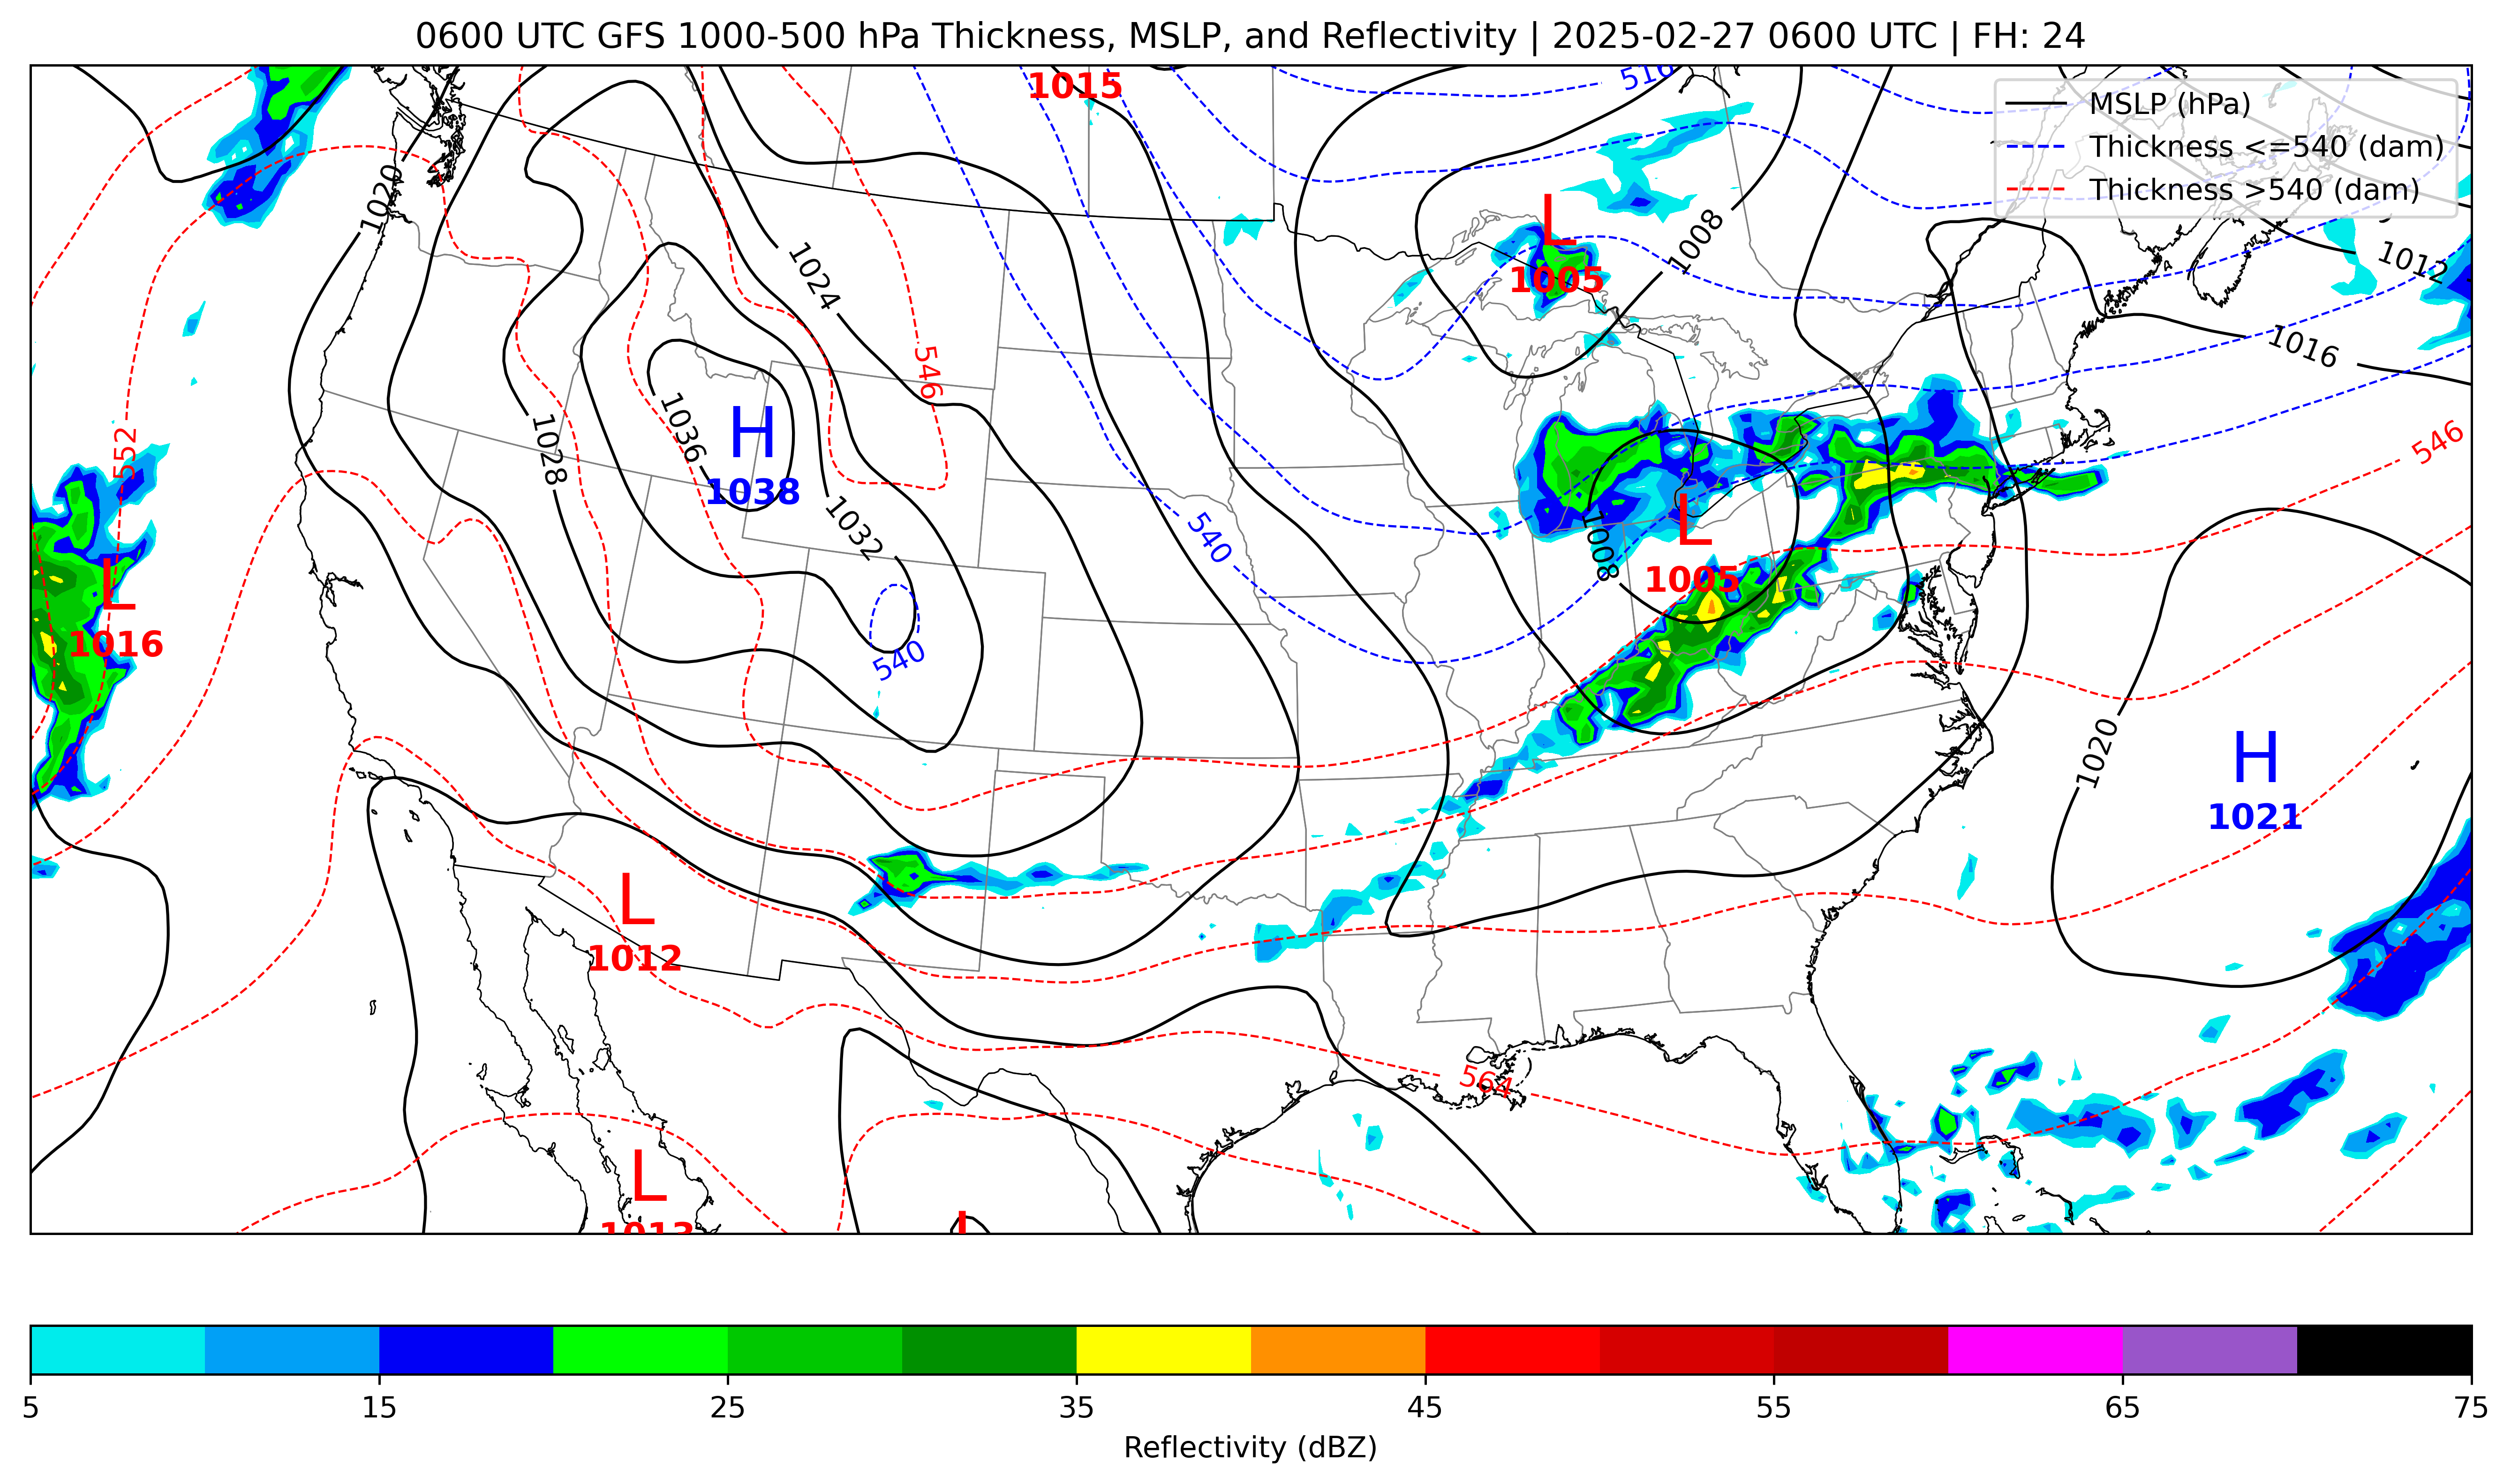 0600 UTC GFS 1000-500 hPa Thickness, MSLP, and Reflectivity | 2025-02-27 0600 UTC | FH: 24
1015
516
MSLP (hPa)
Thickness <=540 (dam)
Thickness >540 (dam)
1020
L
1005
1008
1012
1024
1016
546
552
546
1036
H
1038
1028
1032
540
1008
L
1005
L
1016
540
1020
H
1021
L
1012
564
L
1013
L
5
15
25
35
45
55
65
75
Reflectivity (dBZ)